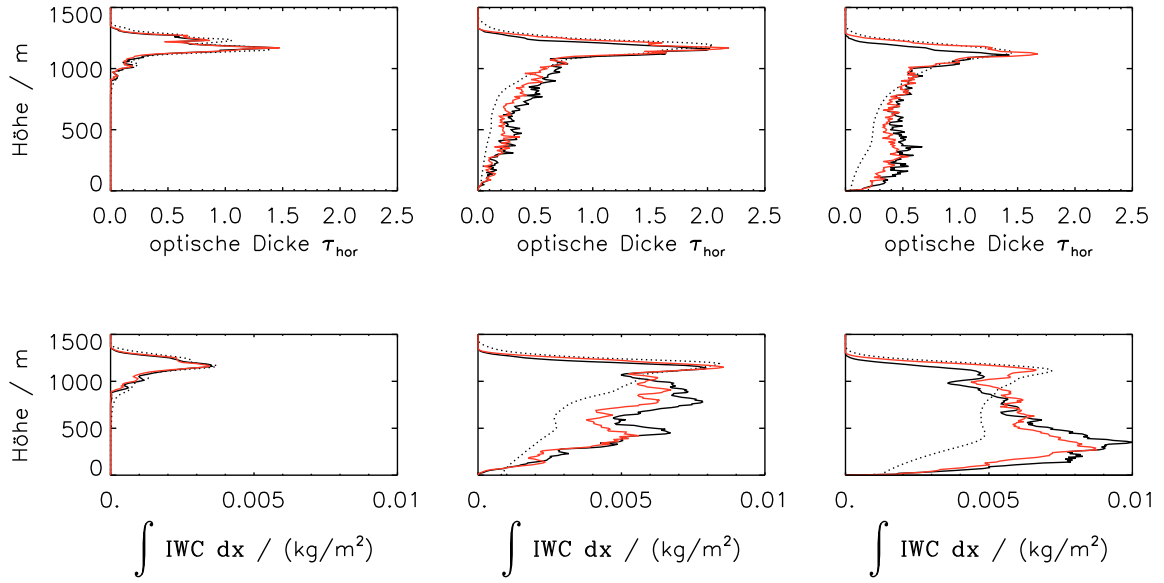 1500
1000
500
0
Höhe / m
0.0 0.5 1.0 1.5 2.0 2.5
0.0 0.5 1.0 1.5 2.0 2.5
0.0 0.5 1.0 1.5 2.0 2.5
optische Dicke τhor
optische Dicke τhor
optische Dicke τhor
1500
1000
500
0
Höhe / m
0. 0.005 0.01
0. 0.005 0.01
0. 0.005 0.01
∫ IWC dx / (kg/m²)
∫ IWC dx / (kg/m²)
∫ IWC dx / (kg/m²)